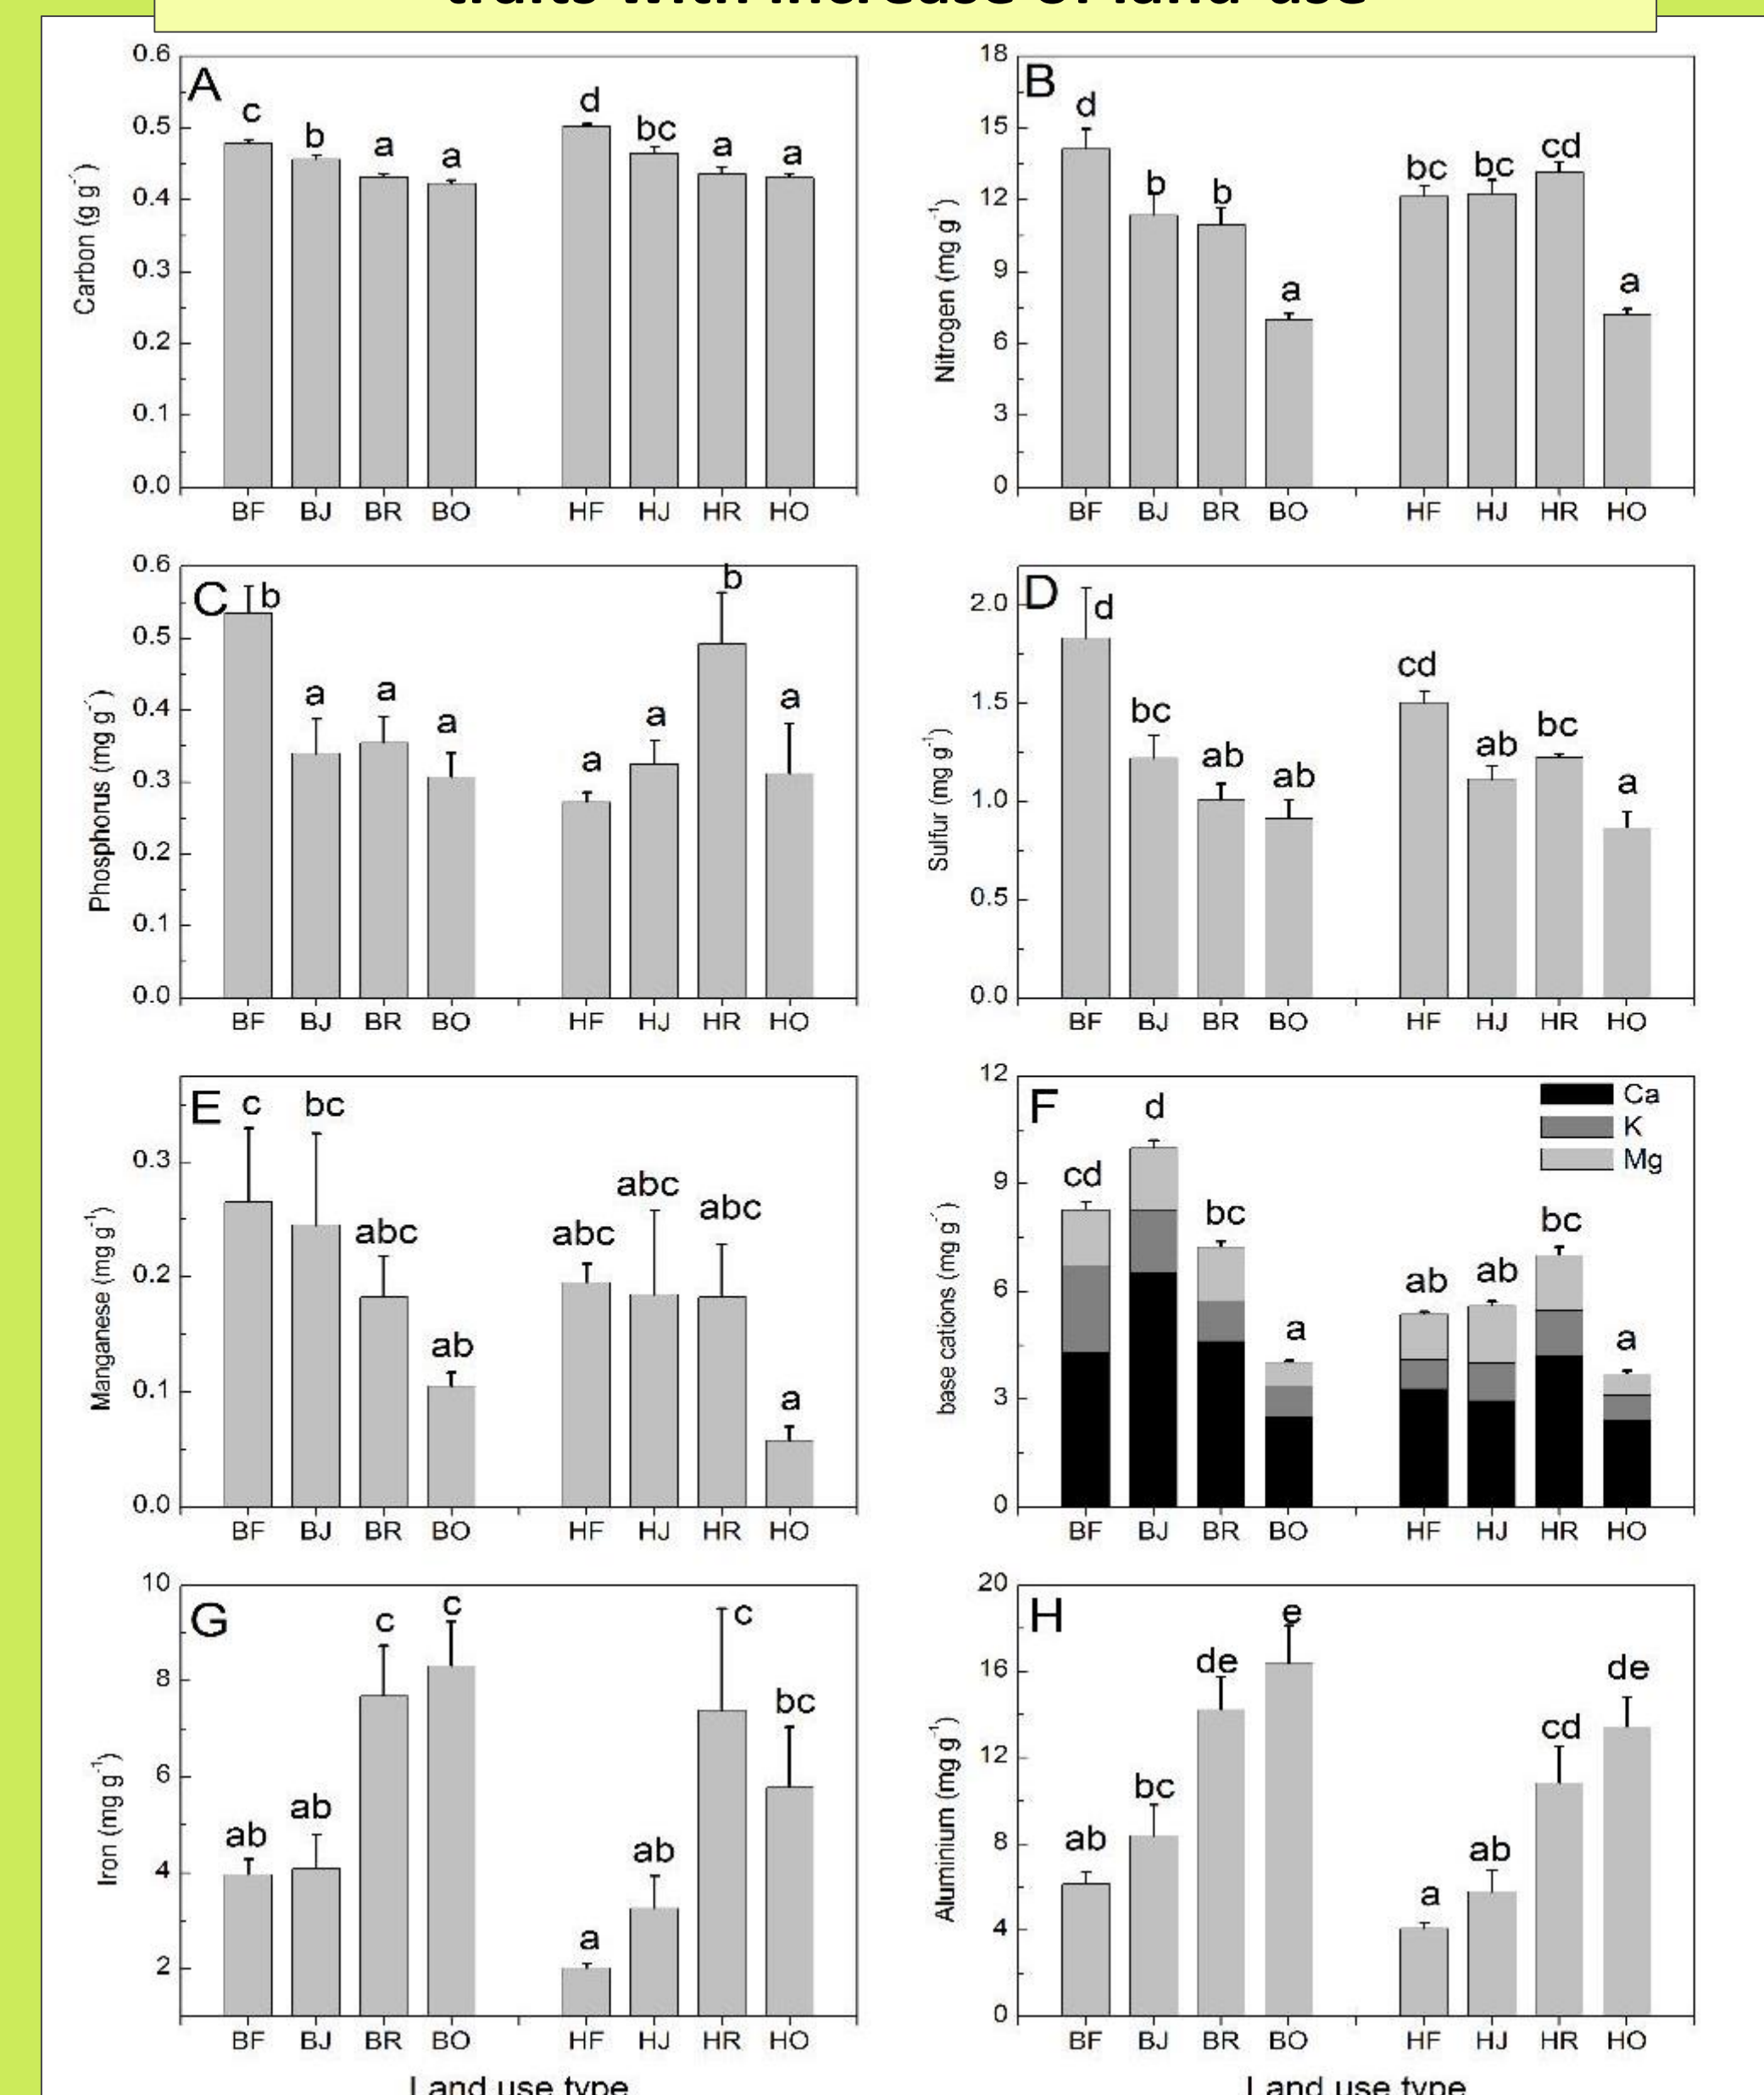 traits with increase of land-use
A
Carbon (g g⁻¹)
0.6
0.5
0.4
0.3
0.2
0.1
0.0
c b a a d bc a a
BF BJ BR BO HF HJ HR HO
B
Nitrogen (mg g⁻¹)
18
15
12
9
6
3
0
d b b a bc bc cd a
BF BJ BR BO HF HJ HR HO
C
Phosphorus (mg g⁻¹)
0.6
0.5
0.4
0.3
0.2
0.1
0.0
b a a a a a b a
BF BJ BR BO HF HJ HR HO
D
Sulfur (mg g⁻¹)
2.0
1.5
1.0
0.5
0.0
d bc ab ab cd ab bc a
BF BJ BR BO HF HJ HR HO
E
Manganese (mg g⁻¹)
0.3
0.2
0.1
0.0
c bc abc ab abc abc abc a
BF BJ BR BO HF HJ HR HO
F
base cations (mg g⁻¹)
12
9
6
3
0
Ca
K
Mg
cd d bc a ab ab bc a
BF BJ BR BO HF HJ HR HO
G
Iron (mg g⁻¹)
10
8
6
4
2
ab ab c c a ab c bc
BF BJ BR BO HF HJ HR HO
Land use type
H
Aluminium (mg g⁻¹)
20
16
12
8
4
0
ab bc de e a ab cd de
BF BJ BR BO HF HJ HR HO
Land use type